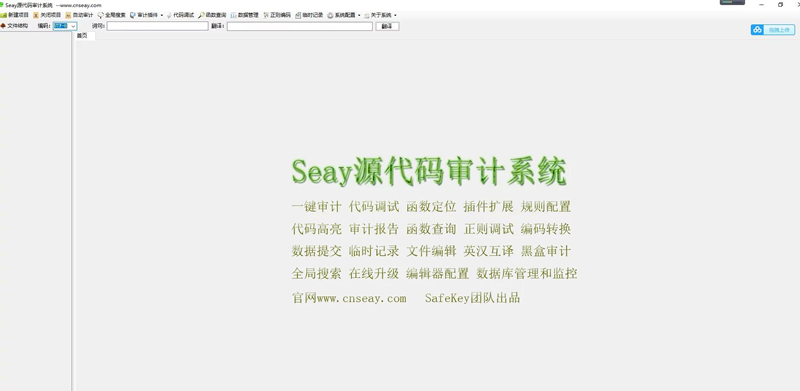 Seay源代码审计系统 --www.cnseay.com
新建项目 关闭项目 自动审计 全局搜索 审计插件 代码调试 函数查询 数据管理 正则编码 临时记录 系统配置 关于系统
文件结构 编码: 词句: 翻译: 翻译
拖拽上传
首页
Seay源代码审计系统
一键审计 代码调试 函数定位 插件扩展 规则配置
代码高亮 审计报告 函数查询 正则调试 编码转换
数据提交 临时记录 文件编辑 英汉互译 黑盒审计
全局搜索 在线升级 编辑器配置 数据库管理和监控
官网www.cnseay.com SafeKey团队出品